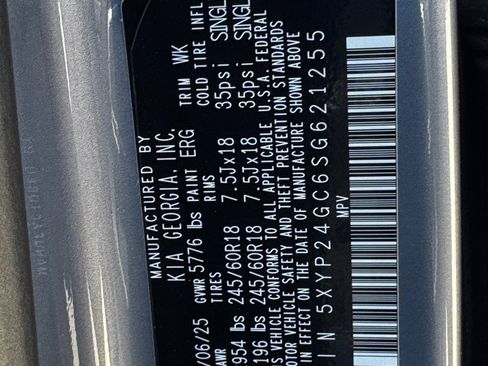 MANUFACTURED BY
KIA GEORGIA, INC.
/06/25 GVWR 5776 lbs PAINT ERG TRIM WK
AWR TIRES RIMS COLD TIRE INFL
954 lbs 245/60R18 7.5Jx18 35psi SINGL
196 lbs 245/60R18 7.5Jx18 35psi SINGL
S VEHICLE CONFORMS TO ALL APPLICABLE U.S.A. FEDERAL
OTOR VEHICLE SAFETY AND THEFT PREVENTION STANDARDS
IN EFFECT ON THE DATE OF MANUFACTURE SHOWN ABOVE
IN 5XYP24GC6SG621255
MPV